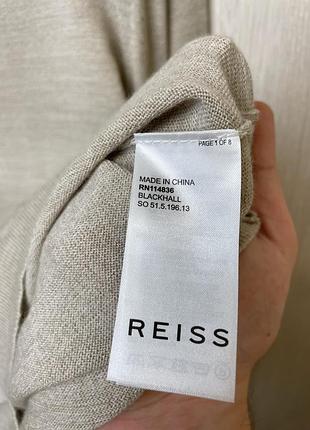 PAGE 1 OF 8
MADE IN CHINA
RN114836
BLACKHALL
SO 51.5.196.13
REISS